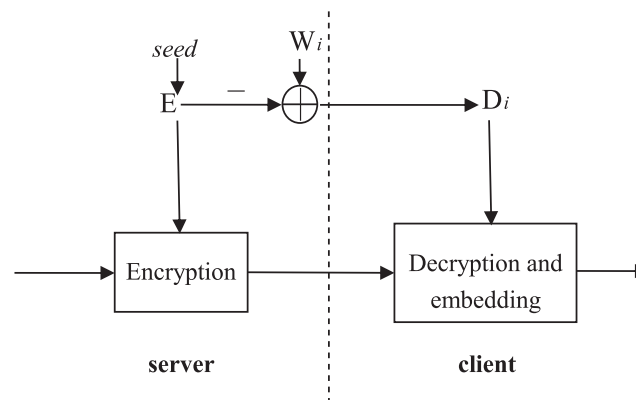 seed
Wi
E
−
Di
Encryption
Decryption and
embedding
server
client